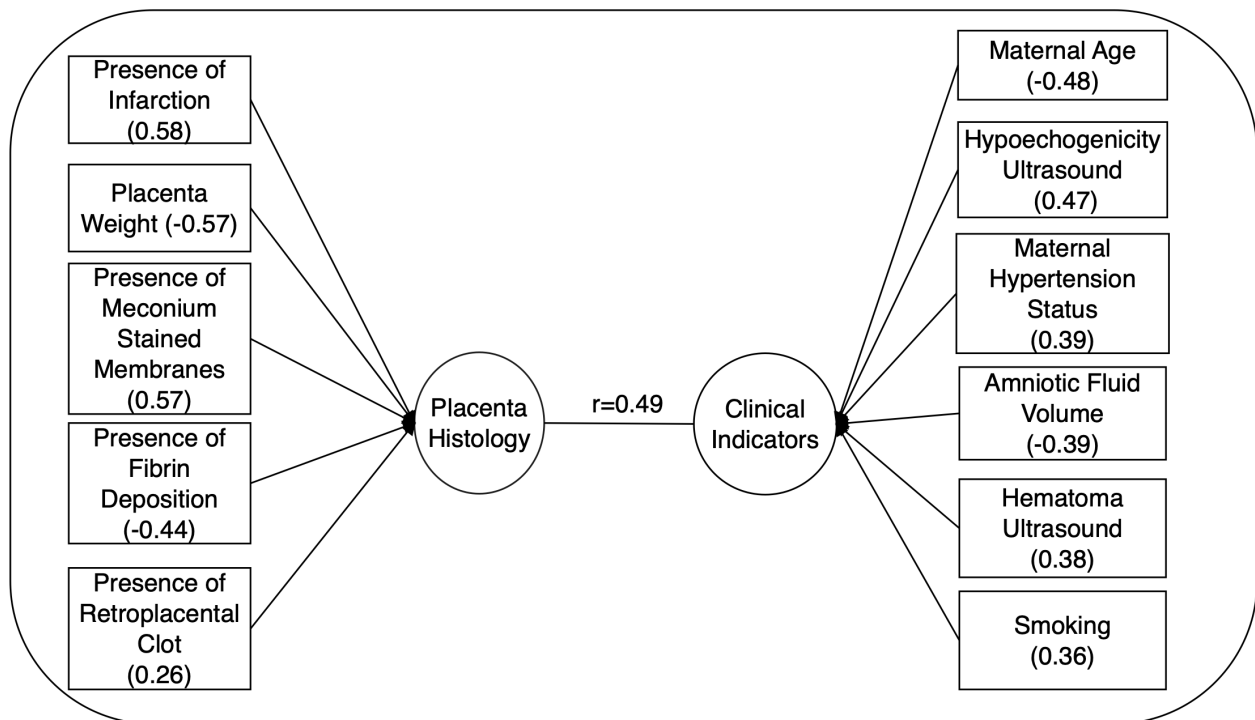 Presence of
Infarction
(0.58)
Placenta
Weight (-0.57)
Presence of
Meconium
Stained
Membranes
(0.57)
Presence of
Fibrin
Deposition
(-0.44)
Presence of
Retroplacental
Clot
(0.26)
Placenta
Histology
r=0.49
Clinical
Indicators
Maternal Age
(-0.48)
Hypoechogenicity
Ultrasound
(0.47)
Maternal
Hypertension
Status
(0.39)
Amniotic Fluid
Volume
(-0.39)
Hematoma
Ultrasound
(0.38)
Smoking
(0.36)